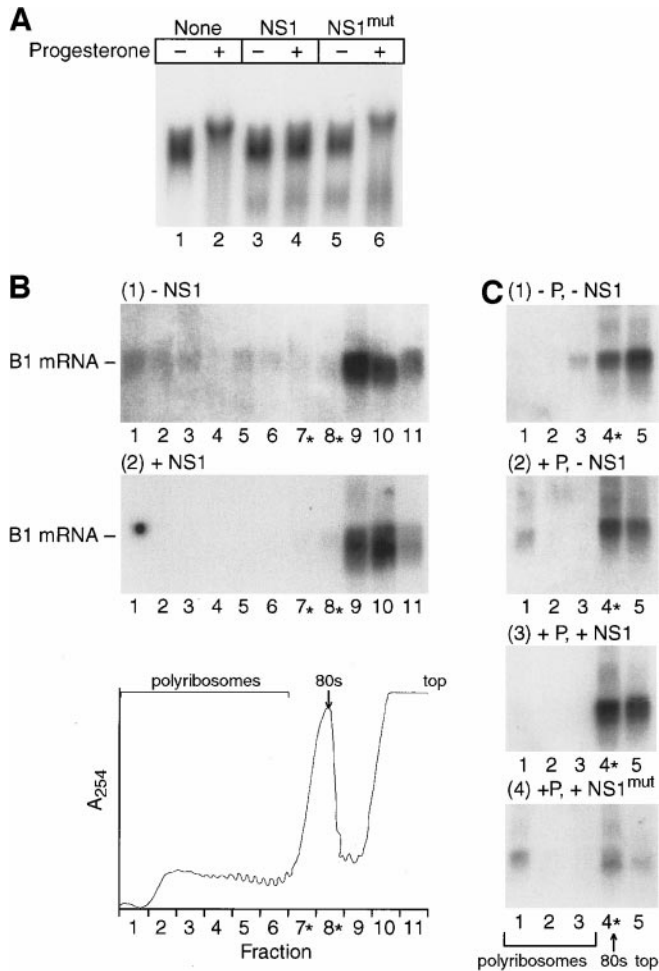 A
None NS1 NS1mut
Progesterone – + – + – +
1 2 3 4 5 6
B
(1) - NS1
B1 mRNA –
1 2 3 4 5 6 7* 8* 9 10 11
(2) + NS1
B1 mRNA –
1 2 3 4 5 6 7* 8* 9 10 11
polyribosomes 80s top
A254
1 2 3 4 5 6 7* 8* 9 10 11
Fraction
C
(1) - P, - NS1
1 2 3 4* 5
(2) + P, - NS1
1 2 3 4* 5
(3) + P, + NS1
1 2 3 4* 5
(4) +P, + NS1mut
1 2 3 4* 5
polyribosomes 80s top